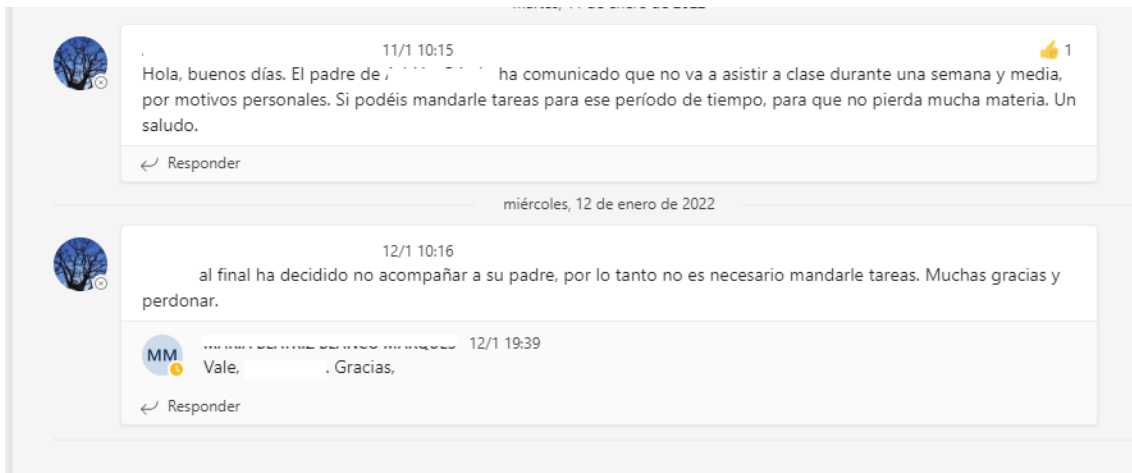 11/1 10:15
1
Hola, buenos días. El padre de ha comunicado que no va a asistir a clase durante una semana y media,
por motivos personales. Si podéis mandarle tareas para ese período de tiempo, para que no pierda mucha materia. Un
saludo.
Responder
miércoles, 12 de enero de 2022
12/1 10:16
al final ha decidido no acompañar a su padre, por lo tanto no es necesario mandarle tareas. Muchas gracias y
perdonar.
MM
12/1 19:39
Vale, . Gracias,
Responder